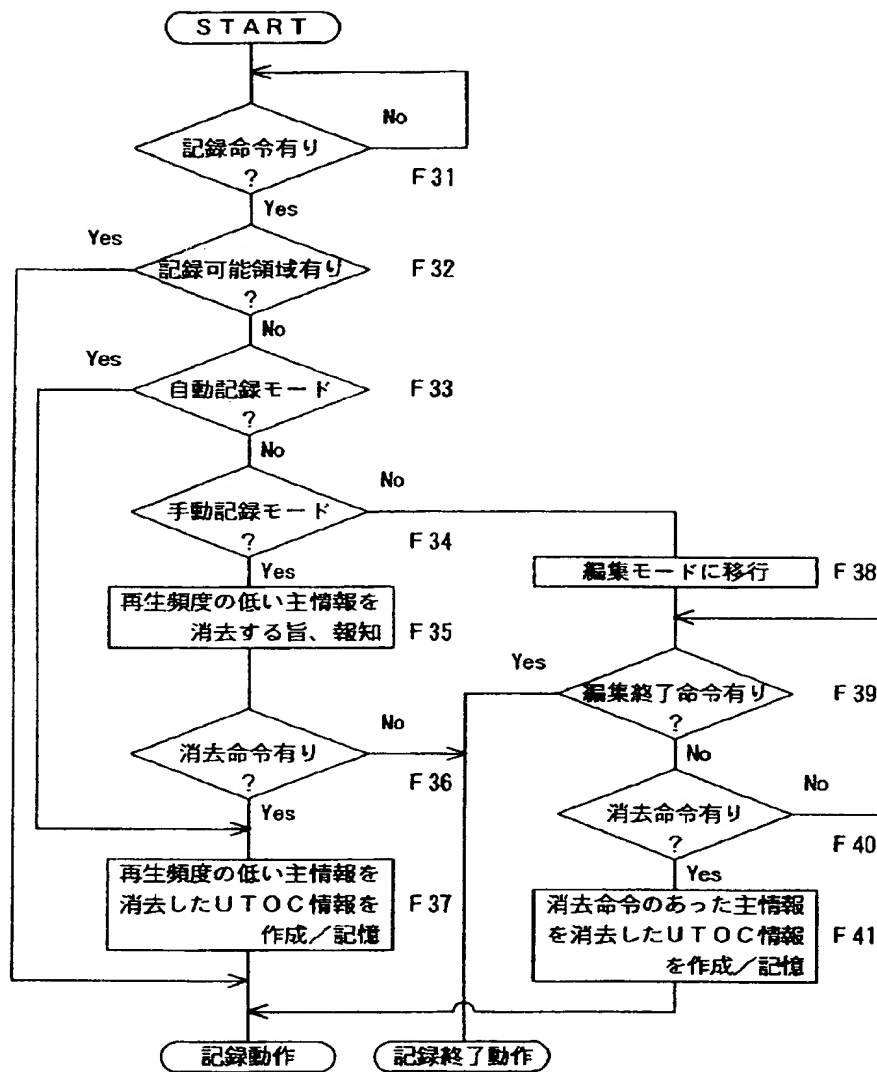 START
No
記録命令有り
?
F31
Yes
Yes
記録可能領域有り
?
F32
No
Yes
自動記録モード
?
F33
No
No
手動記録モード
?
F34
Yes
再生頻度の低い主情報を
消去する旨、報知
F35
消去命令有り
?
No
F36
Yes
再生頻度の低い主情報を
消去したUTOC情報を
作成/記憶
F37
記録動作
編集モードに移行
F38
Yes
編集終了命令有り
?
F39
No
消去命令有り
?
No
F40
Yes
消去命令のあった主情報
を消去したUTOC情報
を作成/記憶
F41
記録終了動作